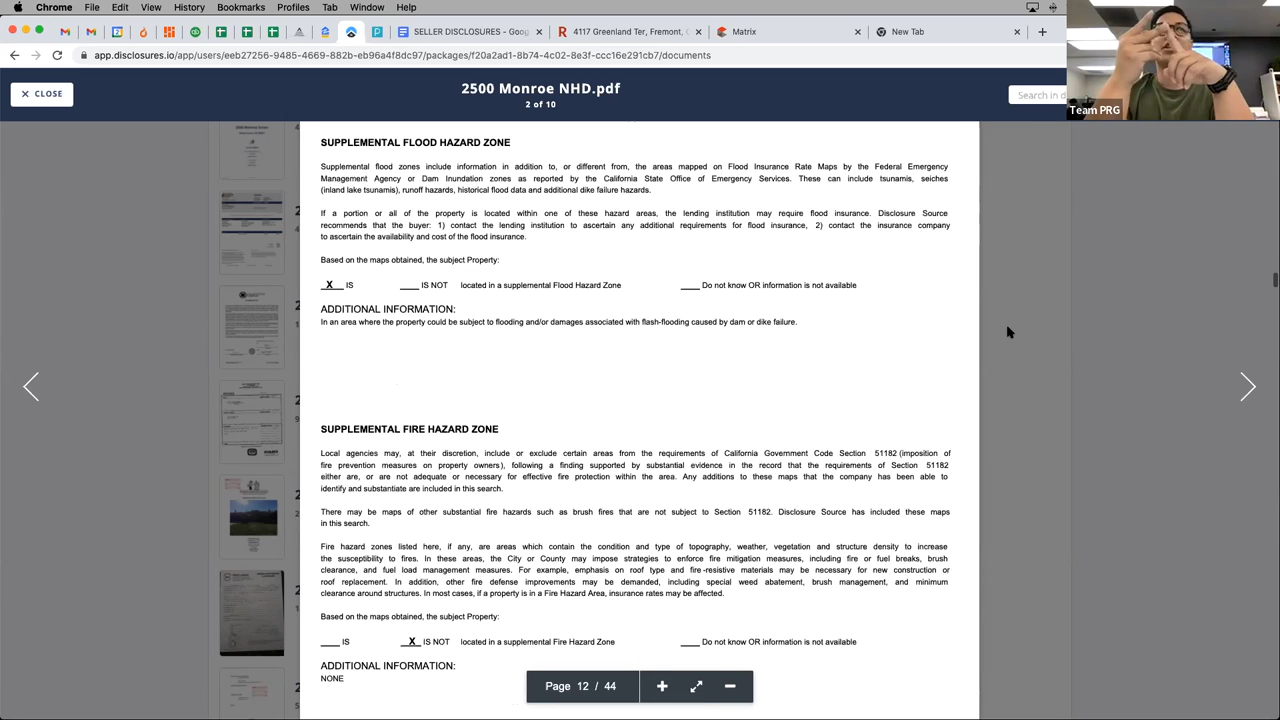 Chrome File Edit View History Bookmarks Profiles Tab Window Help
SELLER DISCLOSURES - Goog
4117 Greenland Ter, Fremont,
Matrix
New Tab
app.disclosures.io/app/users/eeb27256-9485-4669-882b-eb96a4f8dc97/packages/f20a2ad1-8b74-4c02-8e3f-ccc16e291cb7/documents
× CLOSE
2500 Monroe NHD.pdf
2 of 10
Search in d
Team PRG
SUPPLEMENTAL FLOOD HAZARD ZONE
Supplemental flood zones include information in addition to, or different from, the areas mapped on Flood Insurance Rate Maps by the Federal Emergency
Management Agency or Dam Inundation zones as reported by the California State Office of Emergency Services. These can include tsunamis, seiches
(inland lake tsunamis), runoff hazards, historical flood data and additional dike failure hazards.
If a portion or all of the property is located within one of these hazard areas, the lending institution may require flood insurance. Disclosure Source
recommends that the buyer: 1) contact the lending institution to ascertain any additional requirements for flood insurance, 2) contact the insurance company
to ascertain the availability and cost of the flood insurance.
Based on the maps obtained, the subject Property:
X IS ____ IS NOT located in a supplemental Flood Hazard Zone ____ Do not know OR information is not available
ADDITIONAL INFORMATION:
In an area where the property could be subject to flooding and/or damages associated with flash-flooding caused by dam or dike failure.
SUPPLEMENTAL FIRE HAZARD ZONE
Local agencies may, at their discretion, include or exclude certain areas from the requirements of California Government Code Section 51182 (imposition of
fire prevention measures on property owners), following a finding supported by substantial evidence in the record that the requirements of Section 51182
either are, or are not adequate or necessary for effective fire protection within the area. Any additions to these maps that the company has been able to
identify and substantiate are included in this search.
There may be maps of other substantial fire hazards such as brush fires that are not subject to Section 51182. Disclosure Source has included these maps
in this search.
Fire hazard zones listed here, if any, are areas which contain the condition and type of topography, weather, vegetation and structure density to increase
the susceptibility to fires. In these areas, the City or County may impose strategies to enforce fire mitigation measures, including fire or fuel breaks, brush
clearance, and fuel load management measures. For example, emphasis on roof type and fire-resistive materials may be necessary for new construction or
roof replacement. In addition, other fire defense improvements may be demanded, including special weed abatement, brush management, and minimum
clearance around structures. In most cases, if a property is in a Fire Hazard Area, insurance rates may be affected.
Based on the maps obtained, the subject Property:
____ IS X IS NOT located in a supplemental Fire Hazard Zone ____ Do not know OR information is not available
ADDITIONAL INFORMATION:
NONE
Page 12 / 44